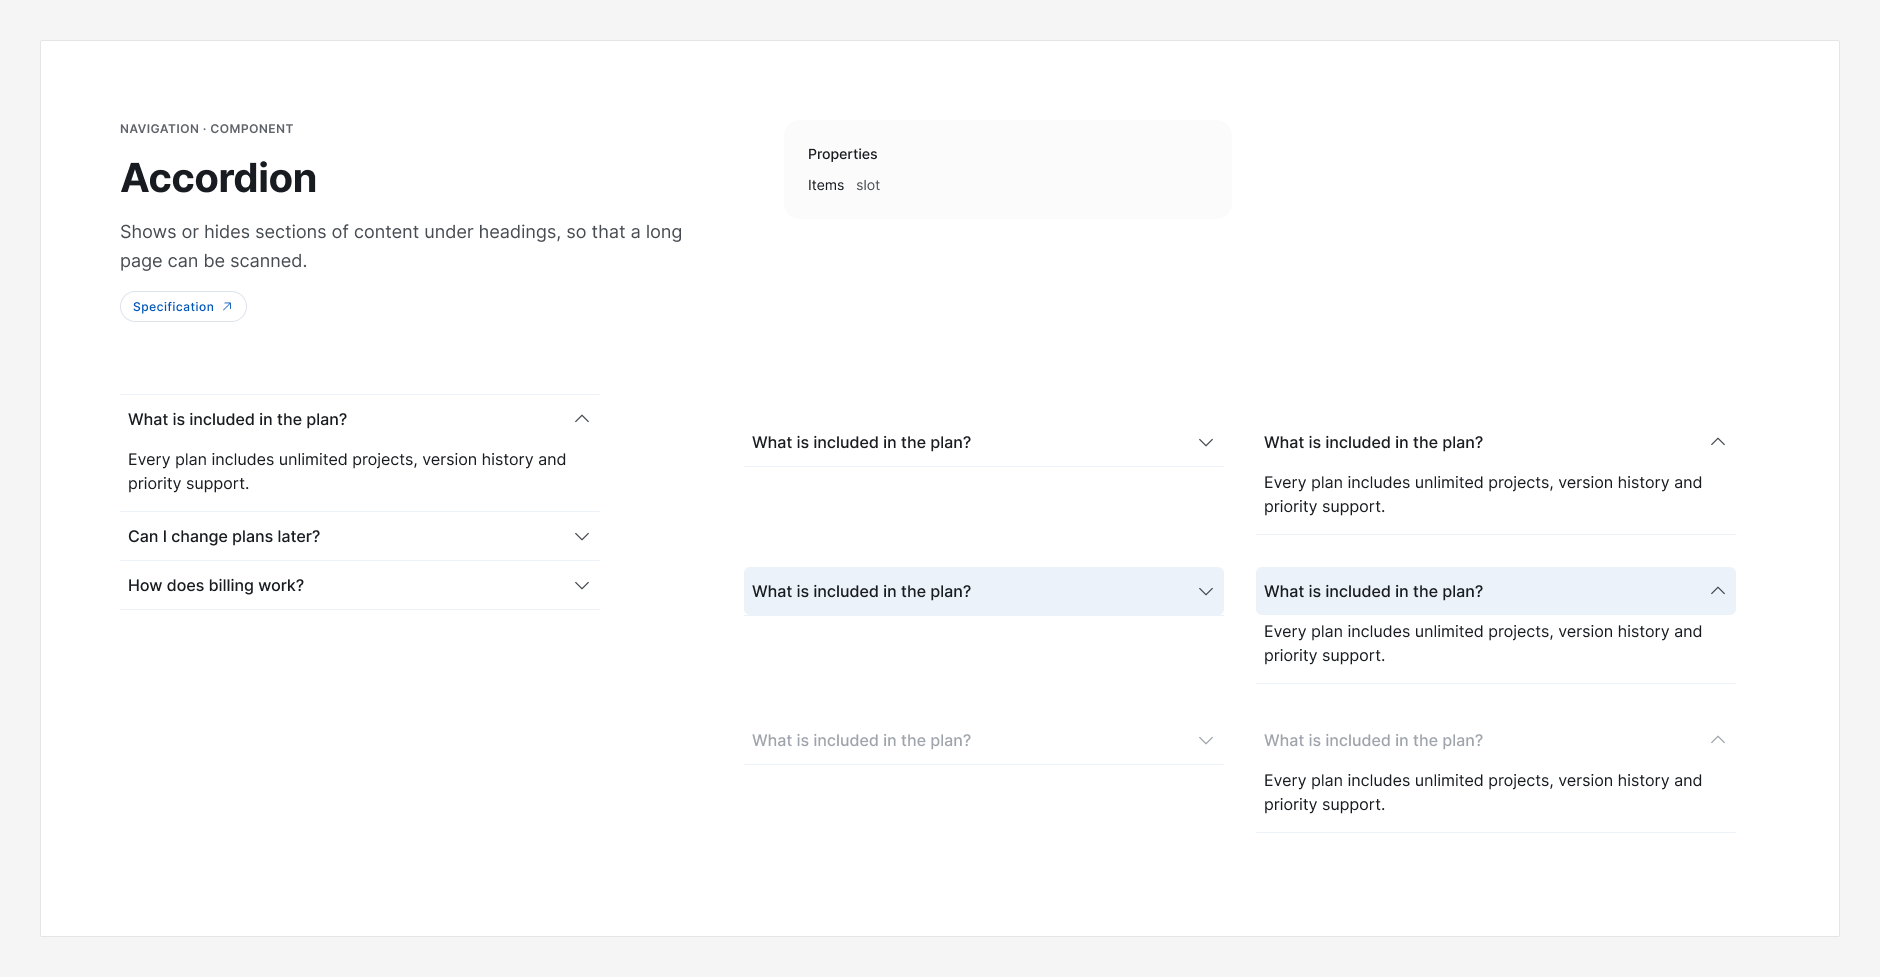 NAVIGATION · COMPONENT
Accordion
Shows or hides sections of content under headings, so that a long
page can be scanned.
Specification
Properties
Items slot
What is included in the plan?
Every plan includes unlimited projects, version history and
priority support.
Can I change plans later?
How does billing work?
What is included in the plan?
What is included in the plan?
Every plan includes unlimited projects, version history and
priority support.
What is included in the plan?
What is included in the plan?
Every plan includes unlimited projects, version history and
priority support.
What is included in the plan?
What is included in the plan?
Every plan includes unlimited projects, version history and
priority support.